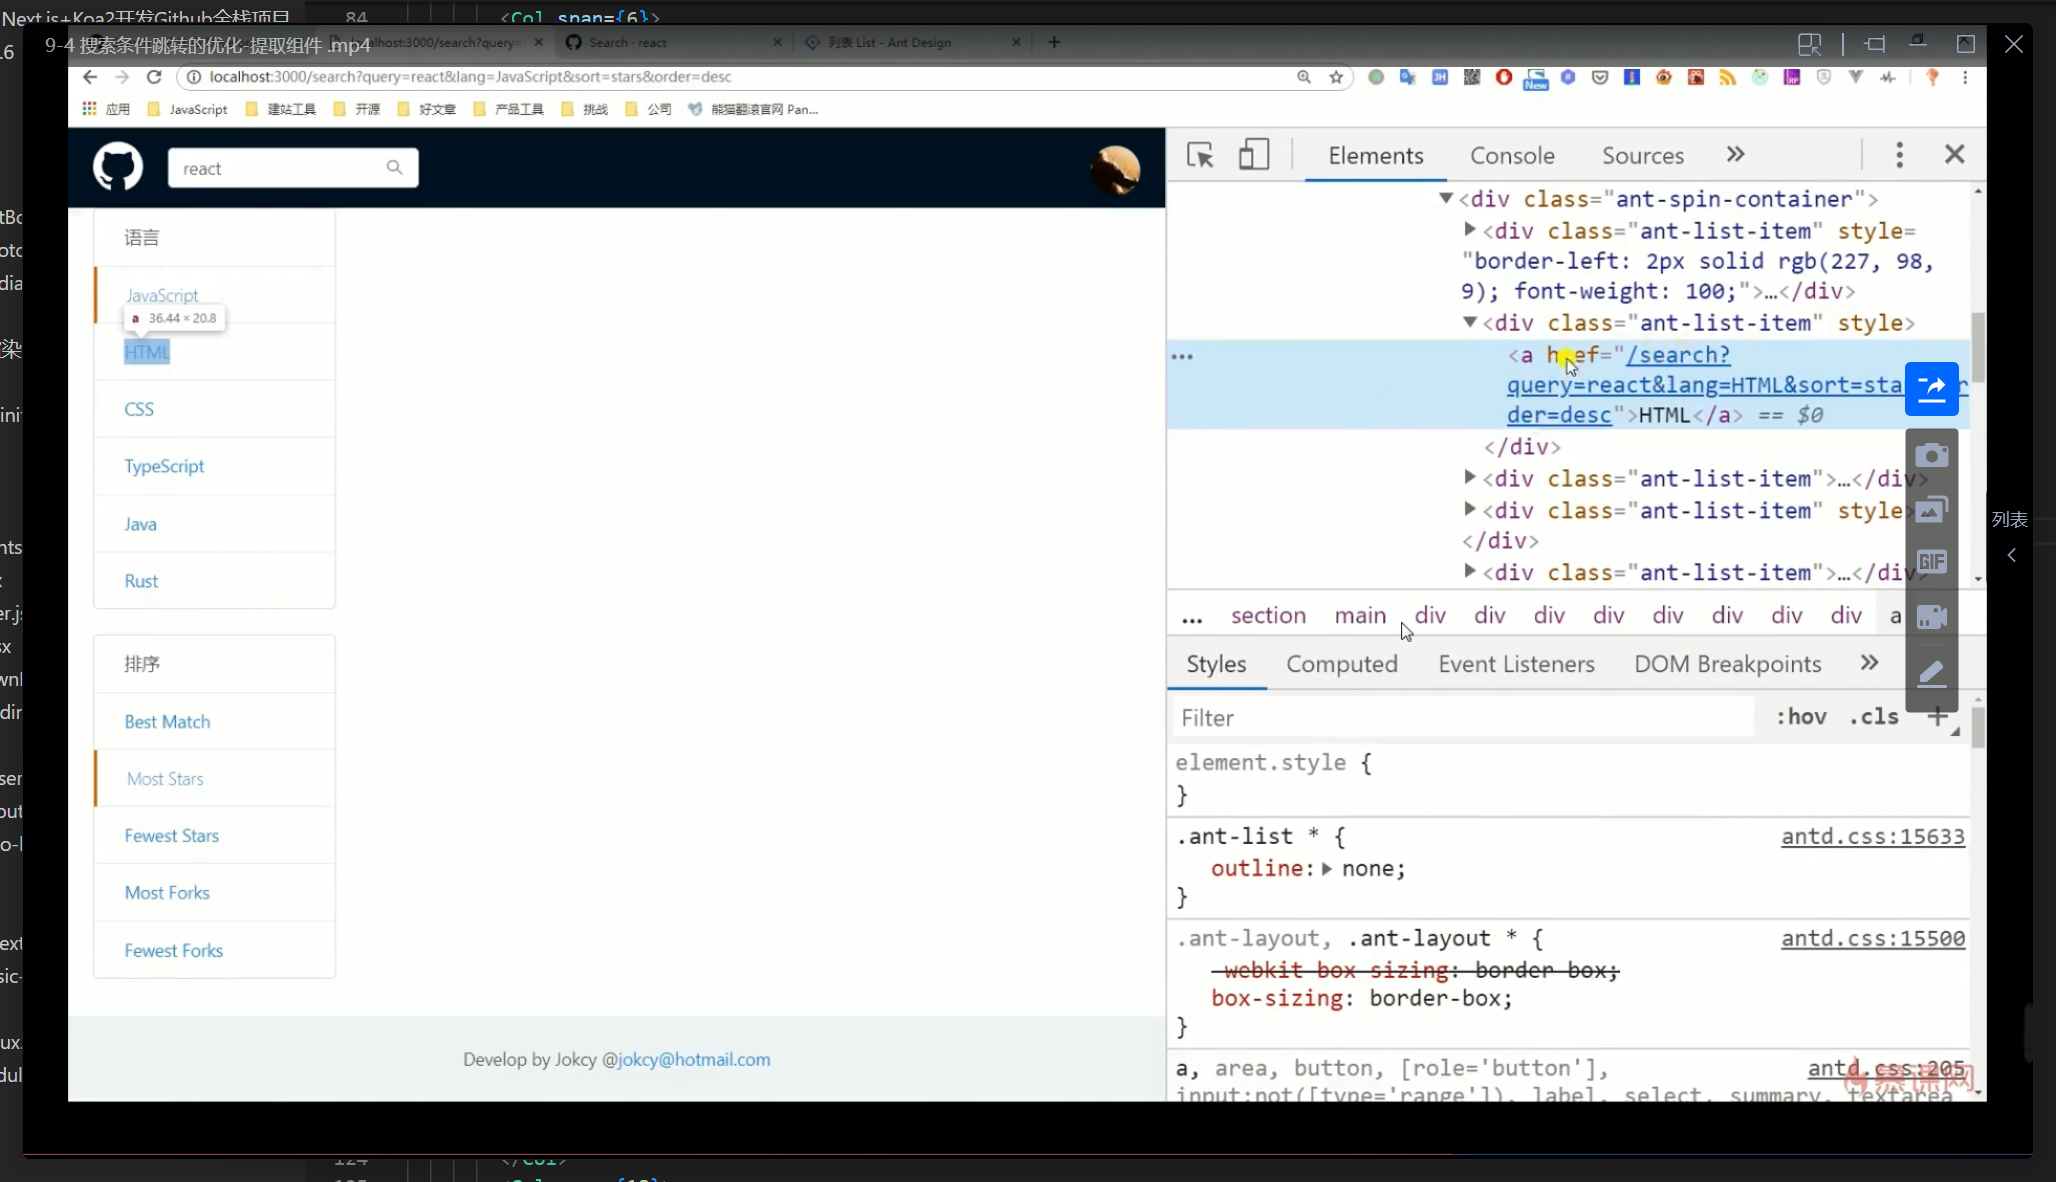 Next.js+Koa2开发Github全栈项目
84
<Col span={6}>
9-4 搜索条件跳转的优化-提取组件 .mp4
localhost:3000/search?query=
Search · react
列表 List - Ant Design
localhost:3000/search?query=react&lang=JavaScript&sort=stars&order=desc
New
应用
JavaScript
建站工具
开源
好文章
产品工具
挑战
公司
熊猫翻滚官网 Pan...
react
语言
JavaScript
a 36.44 × 20.8
HTML
CSS
TypeScript
Java
Rust
排序
Best Match
Most Stars
Fewest Stars
Most Forks
Fewest Forks
Develop by Jokcy @jokcy@hotmail.com
Elements
Console
Sources
<div class="ant-spin-container">
<div class="ant-list-item" style=
"border-left: 2px solid rgb(227, 98,
9); font-weight: 100;">…</div>
<div class="ant-list-item" style>
<a href="/search?
query=react&lang=HTML&sort=sta
der=desc">HTML</a> == $0
</div>
<div class="ant-list-item">…</div>
<div class="ant-list-item" style>
</div>
<div class="ant-list-item">…</div>
... section main div div div div div div div div a
Styles
Computed
Event Listeners
DOM Breakpoints
Filter
:hov .cls +
element.style {
}
.ant-list * {
antd.css:15633
outline: none;
}
.ant-layout, .ant-layout * {
antd.css:15500
-webkit-box-sizing: border-box;
box-sizing: border-box;
}
a, area, button, [role='button'],
antd.css:205
input:not([type='range']), label, select, summary, textarea
慕课网
GIF
列表
124
</Col>